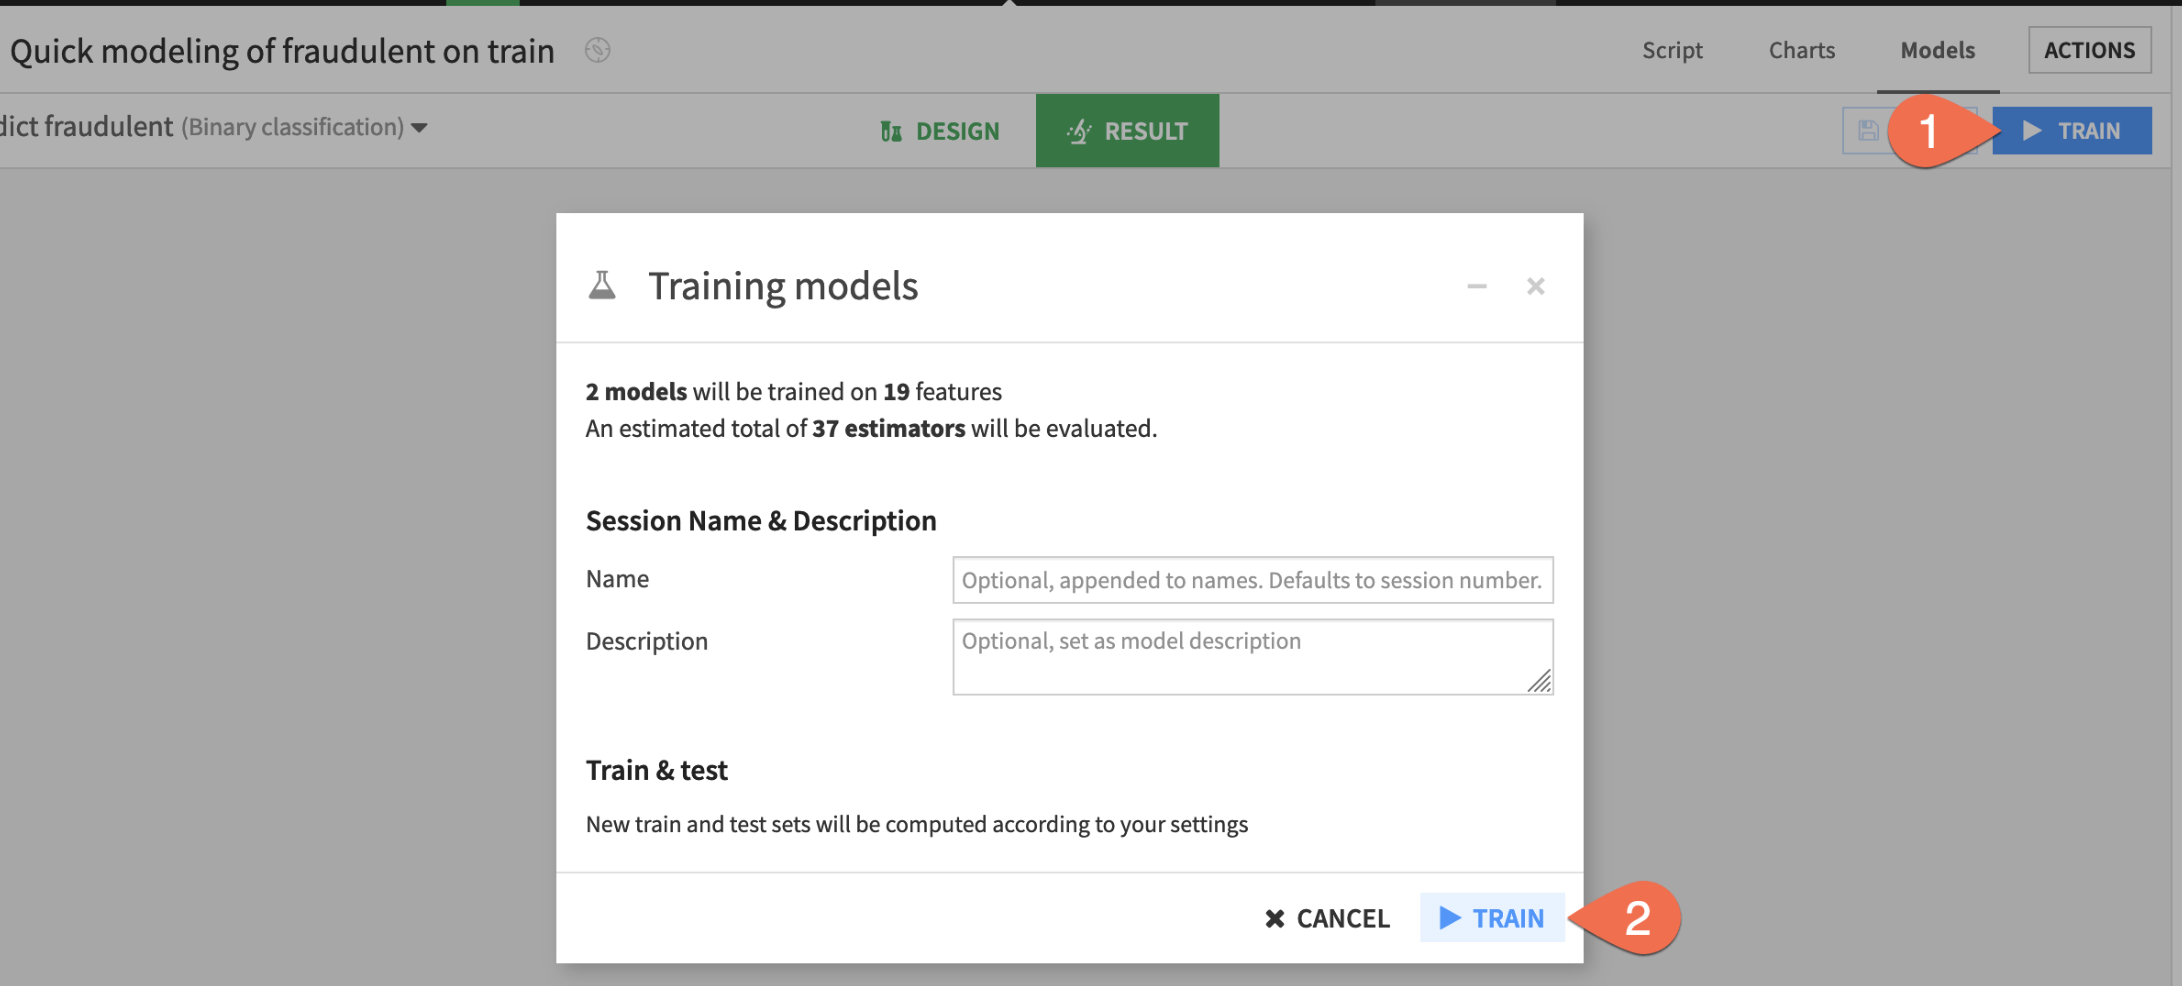 Quick modeling of fraudulent on train
Script
Charts
Models
ACTIONS
dict fraudulent (Binary classification)
DESIGN
RESULT
1
TRAIN
Training models
2 models will be trained on 19 features
An estimated total of 37 estimators will be evaluated.
Session Name & Description
Name
Optional, appended to names. Defaults to session number.
Description
Optional, set as model description
Train & test
New train and test sets will be computed according to your settings
CANCEL
TRAIN
2